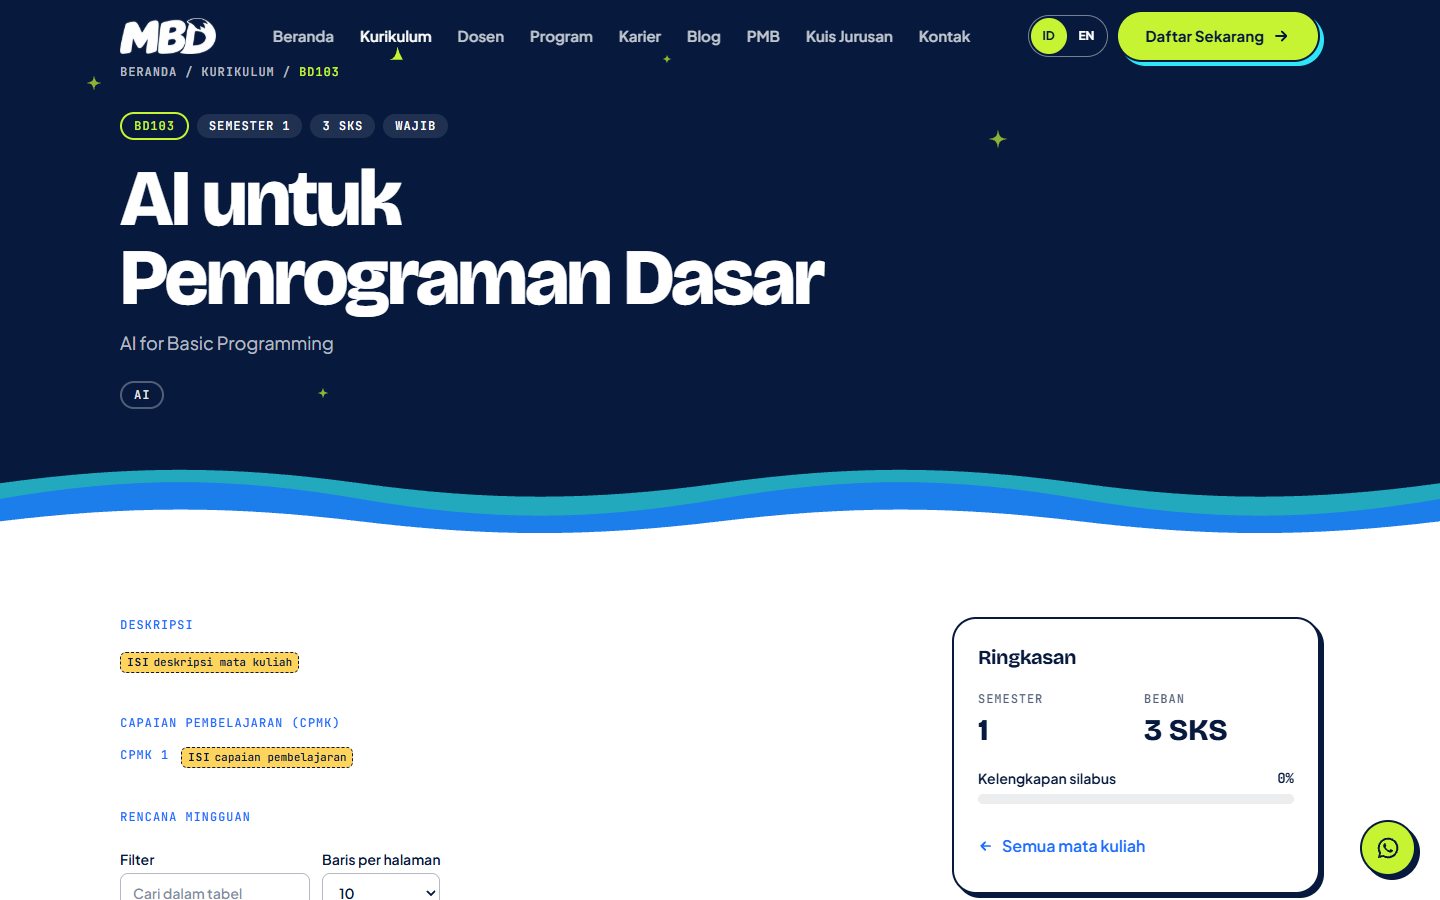 MBD
Beranda Kurikulum Dosen Program Karier Blog PMB Kuis Jurusan Kontak ID EN Daftar Sekarang →
BERANDA / KURIKULUM / BD103
BD103 SEMESTER 1 3 SKS WAJIB
AI untuk
Pemrograman Dasar
AI for Basic Programming
AI
DESKRIPSI
ISI deskripsi mata kuliah
CAPAIAN PEMBELAJARAN (CPMK)
CPMK 1 ISI capaian pembelajaran
RENCANA MINGGUAN
Filter Baris per halaman
Cari dalam tabel 10
Ringkasan
SEMESTER BEBAN
1 3 SKS
Kelengkapan silabus 0%
← Semua mata kuliah